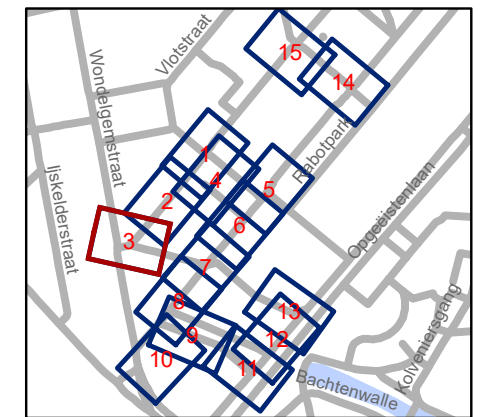 15
14
Vlotstraat
Wondelgemstraat
Rabotpark
1
4
5
2
Ijskelderstraat
6
3
Opgeëistenlaan
7
8
13
9
12
10
11
Kolveniersgang
Bachtenwalle